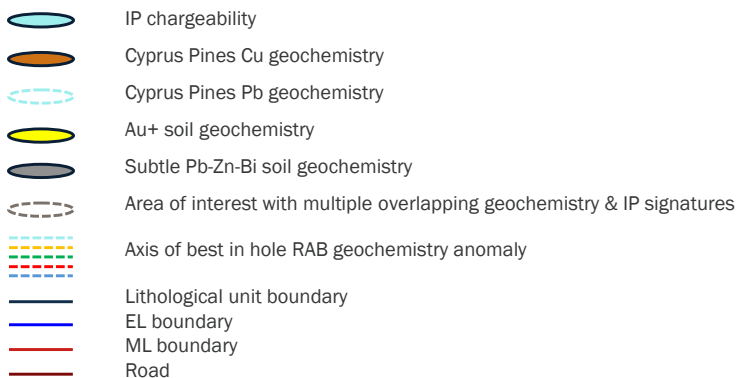 IP chargeability
Cyprus Pines Cu geochemistry
Cyprus Pines Pb geochemistry
Au+ soil geochemistry
Subtle Pb-Zn-Bi soil geochemistry
Area of interest with multiple overlapping geochemistry & IP signatures
Axis of best in hole RAB geochemistry anomaly
Lithological unit boundary
EL boundary
ML boundary
Road